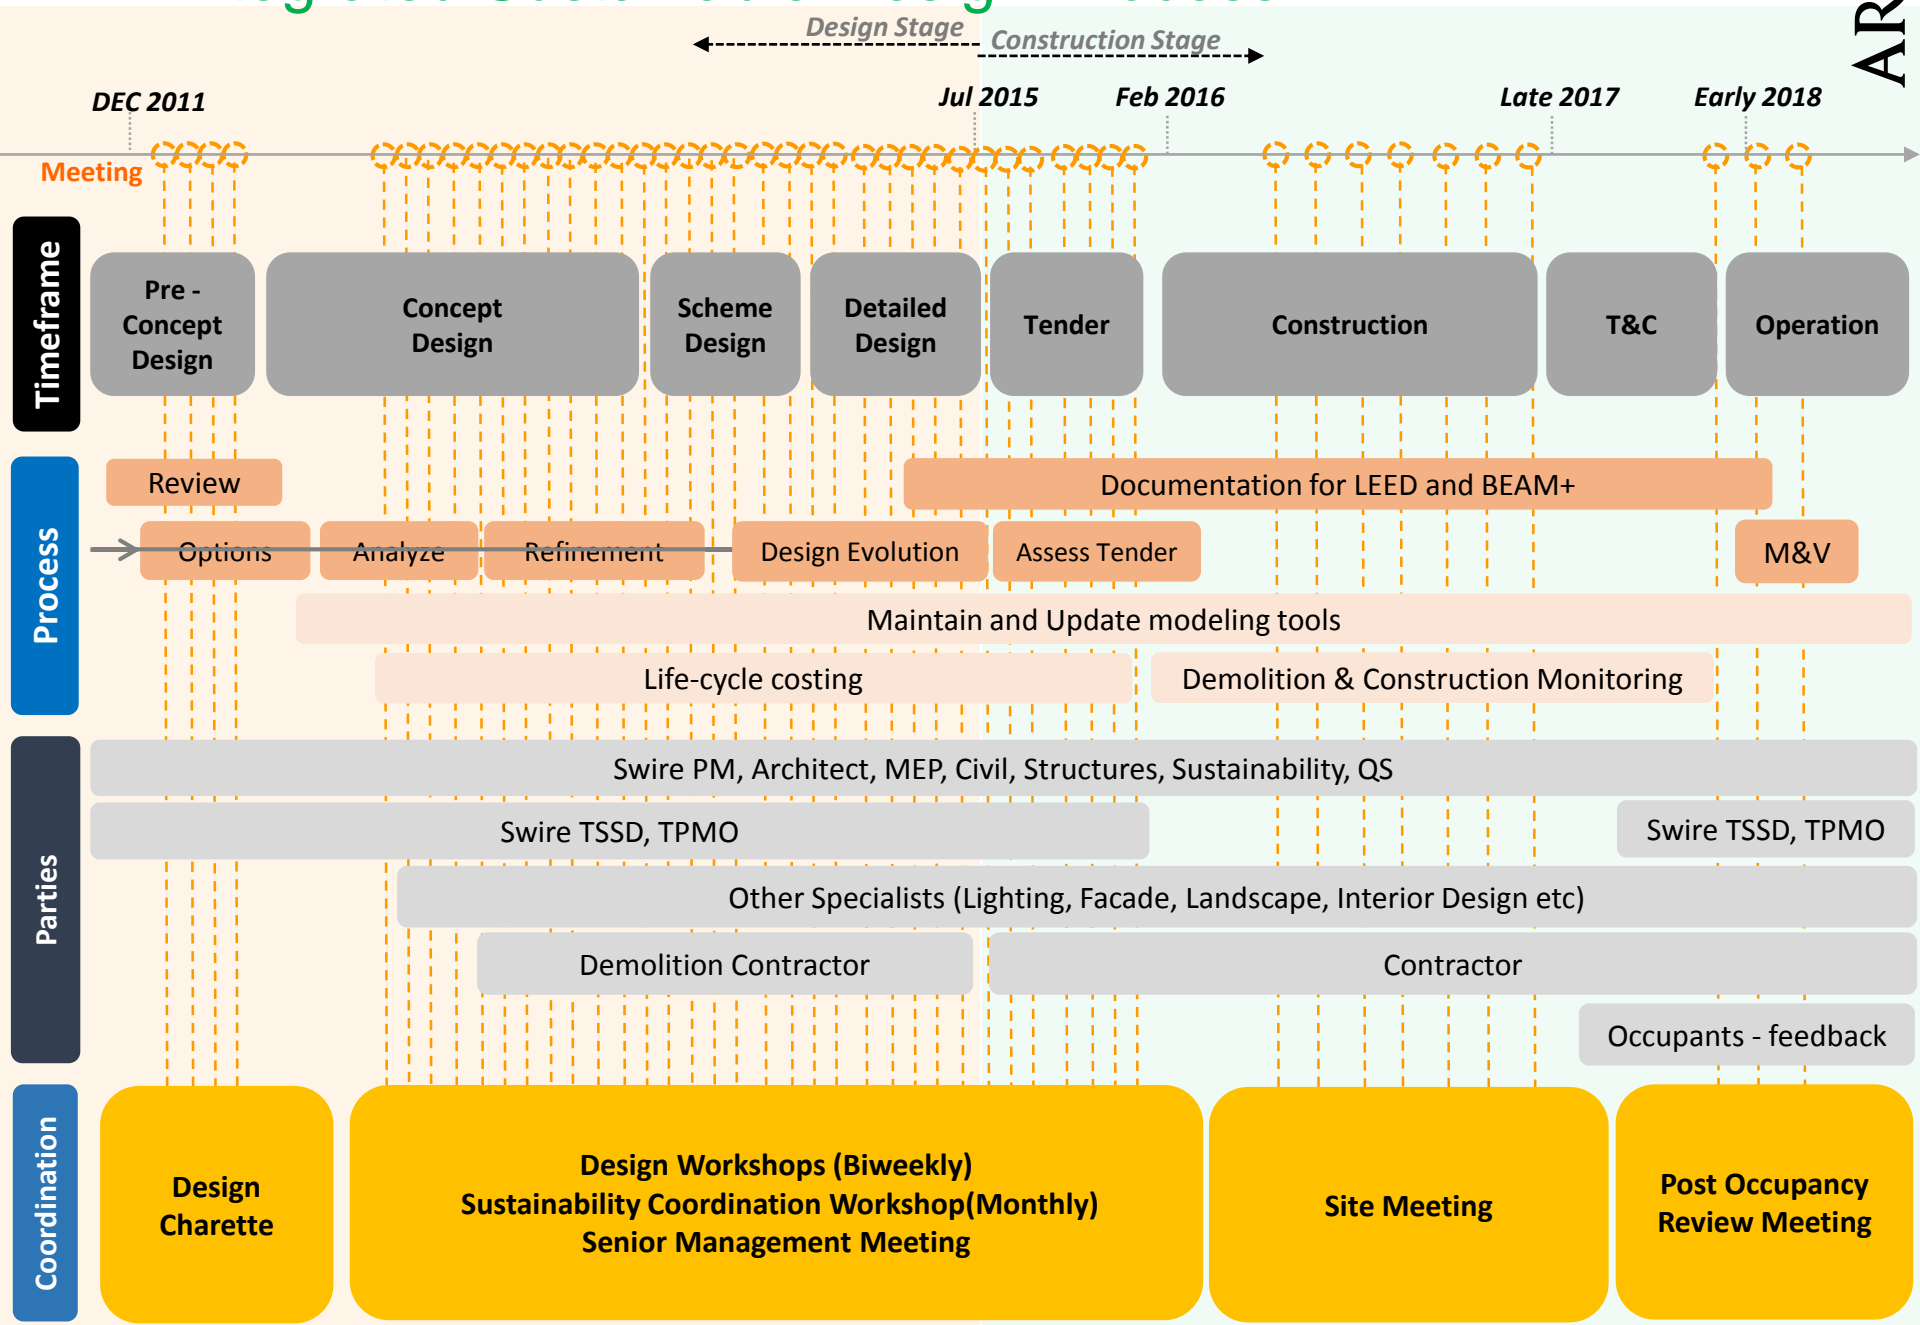 Design Stage
Construction Stage
DEC 2011
Jul 2015
Feb 2016
Late 2017
Early 2018
Meeting
Timeframe
Pre -
Concept
Design
Concept
Design
Scheme
Design
Detailed
Design
Tender
Construction
T&C
Operation
Process
Review
Documentation for LEED and BEAM+
Options
Analyze
Refinement
Design Evolution
Assess Tender
M&V
Maintain and Update modeling tools
Life-cycle costing
Demolition & Construction Monitoring
Parties
Swire PM, Architect, MEP, Civil, Structures, Sustainability, QS
Swire TSSD, TPMO
Swire TSSD, TPMO
Other Specialists (Lighting, Facade, Landscape, Interior Design etc)
Demolition Contractor
Contractor
Occupants - feedback
Coordination
Design
Charette
Design Workshops (Biweekly)
Sustainability Coordination Workshop(Monthly)
Senior Management Meeting
Site Meeting
Post Occupancy
Review Meeting